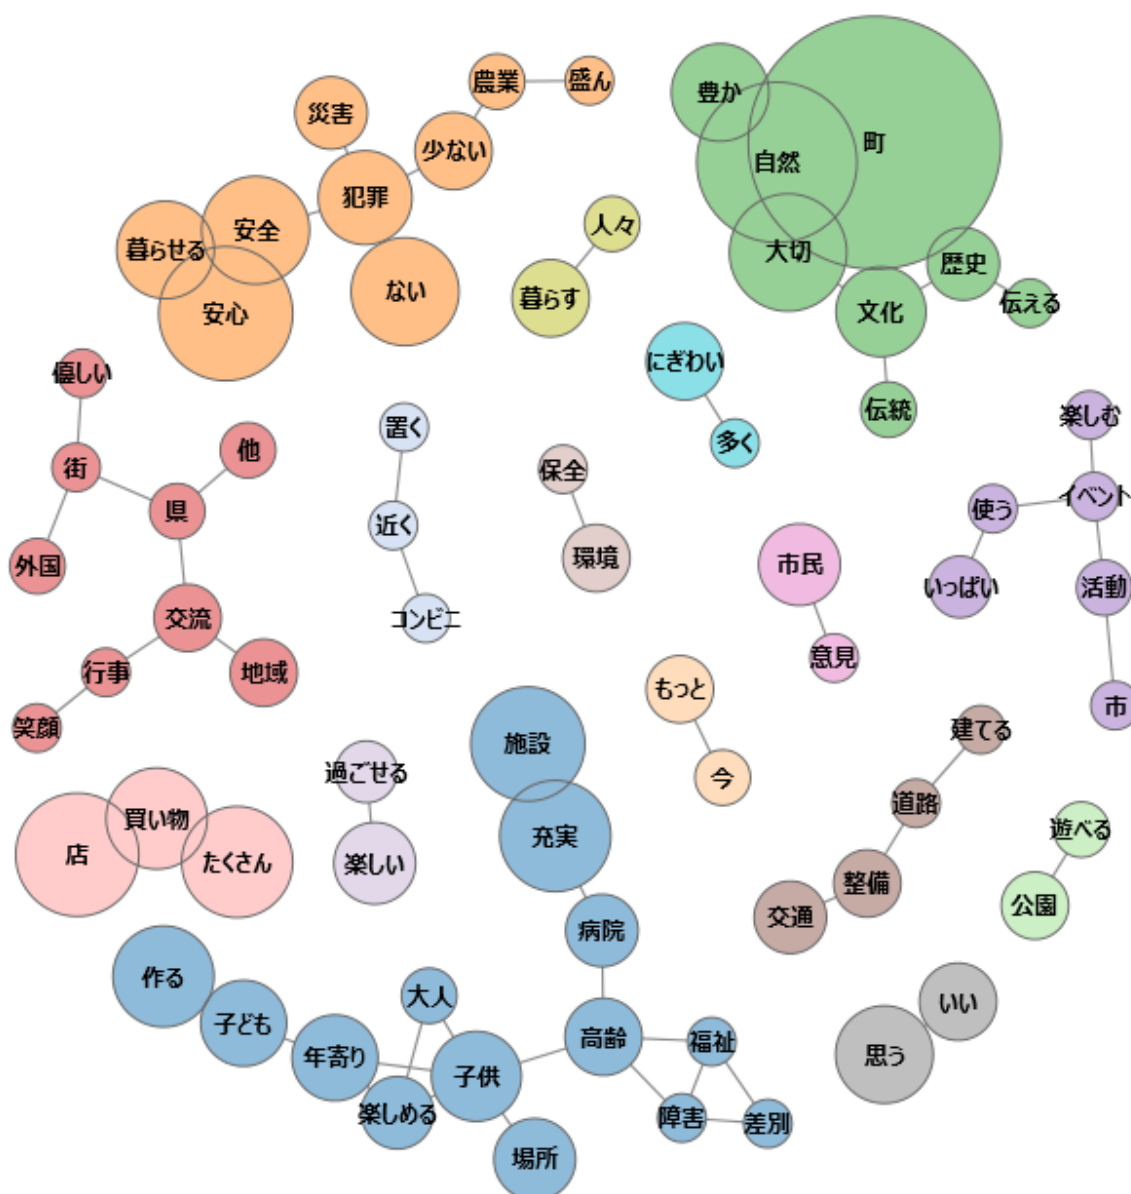 農業
盛ん
災害
少ない
犯罪
安全
暮らせる
安心
ない
人々
暮らす
豊か
町
自然
大切
歴史
文化
伝える
伝統
にぎわい
多く
優しい
街
他
県
外国
交流
行事
地域
笑顔
置く
近く
コンビニ
保全
環境
市民
意見
楽しむ
イベント
使う
いっぱい
活動
市
もっと
今
建てる
道路
整備
交通
遊べる
公園
過ごせる
楽しい
買い物
店
たくさん
施設
充実
病院
作る
子ども
大人
年寄り
子供
高齢
福祉
楽しめる
障害
差別
場所
いい
思う